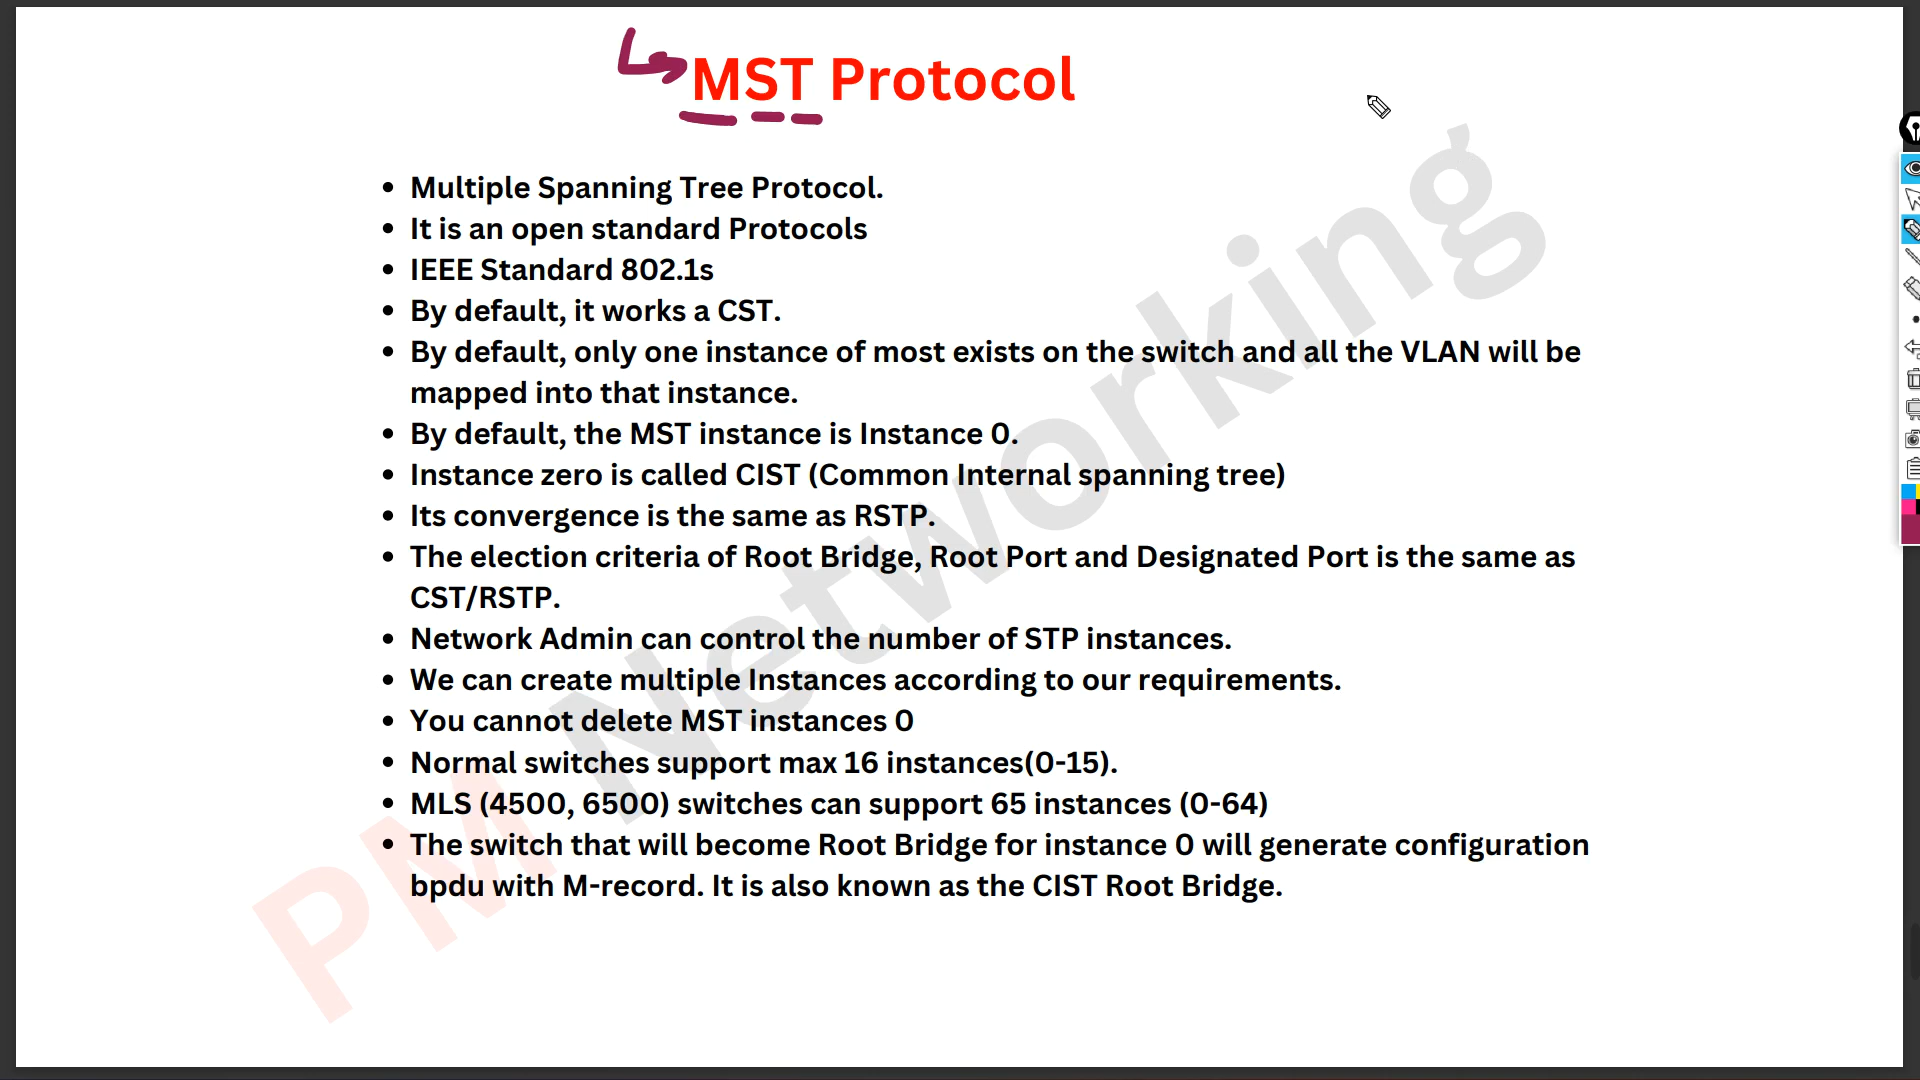 MST Protocol
• Multiple Spanning Tree Protocol.
• It is an open standard Protocols
• IEEE Standard 802.1s
• By default, it works a CST.
• By default, only one instance of most exists on the switch and all the VLAN will be
mapped into that instance.
• By default, the MST instance is Instance 0.
• Instance zero is called CIST (Common Internal spanning tree)
• Its convergence is the same as RSTP.
• The election criteria of Root Bridge, Root Port and Designated Port is the same as
CST/RSTP.
• Network Admin can control the number of STP instances.
• We can create multiple Instances according to our requirements.
• You cannot delete MST instances 0
• Normal switches support max 16 instances(0-15).
• MLS (4500, 6500) switches can support 65 instances (0-64)
• The switch that will become Root Bridge for instance 0 will generate configuration
bpdu with M-record. It is also known as the CIST Root Bridge.
PM Networking